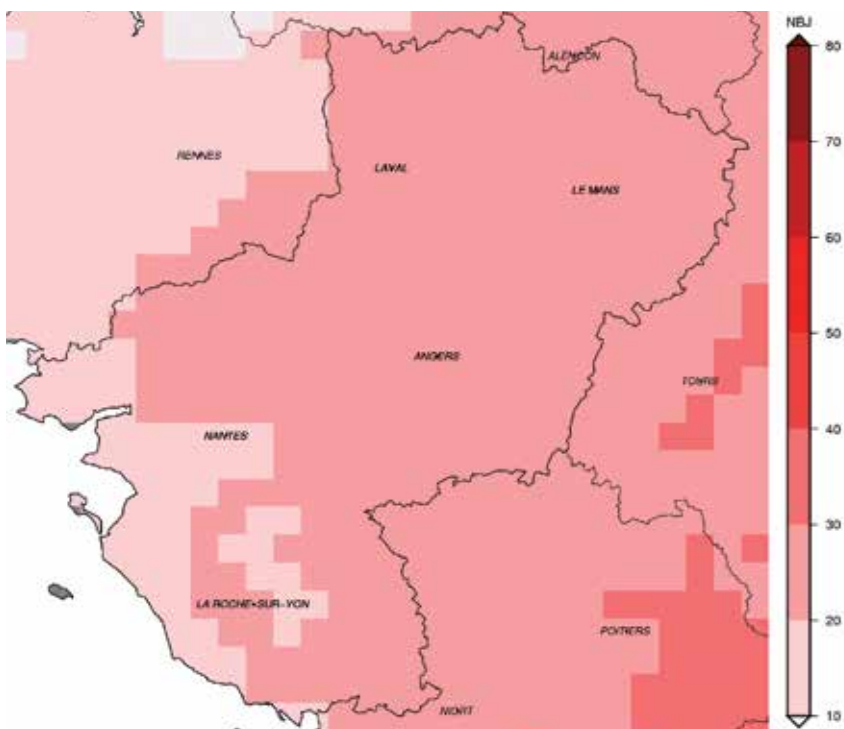 NBJ
80
ALENCON
70
RENNES
LAVAL
LE MANS
60
50
ANGERS
TOURS
40
NANTES
30
LA ROCHE-SUR-YON
20
POITIERS
NIORT
10